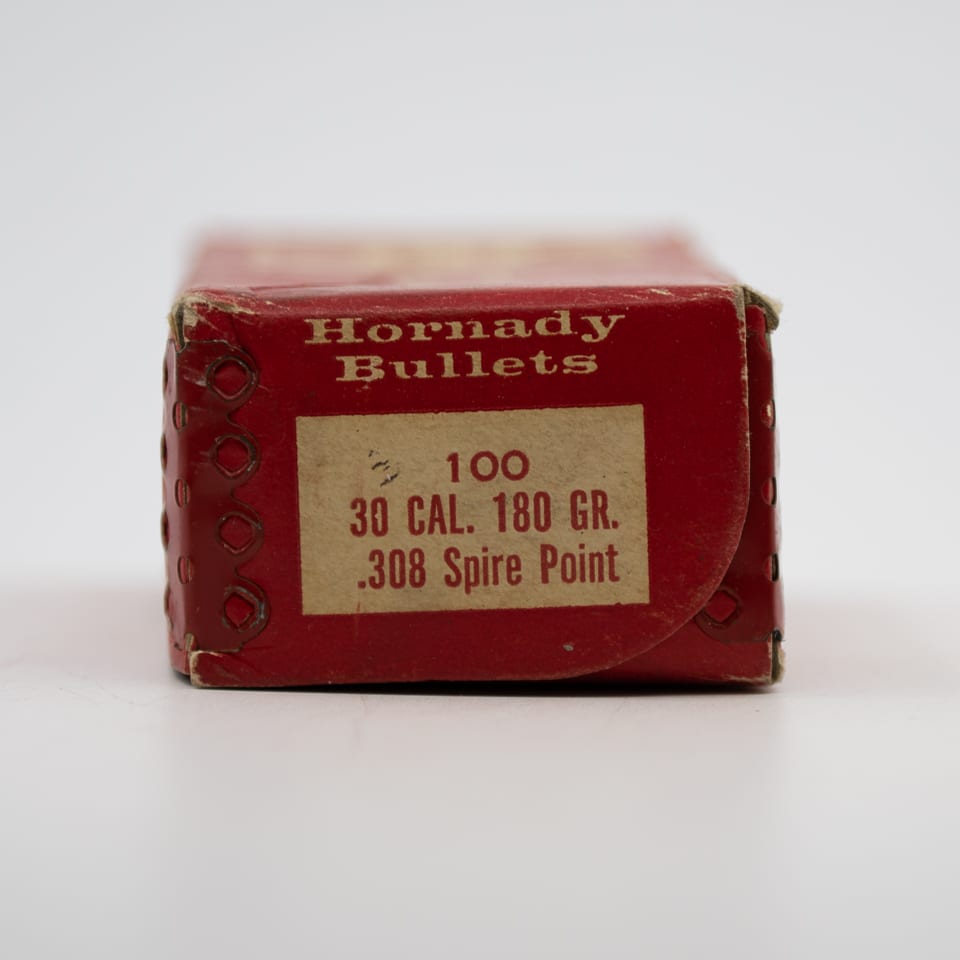 Hornady
Bullets
100
30 CAL. 180 GR.
.308 Spire Point